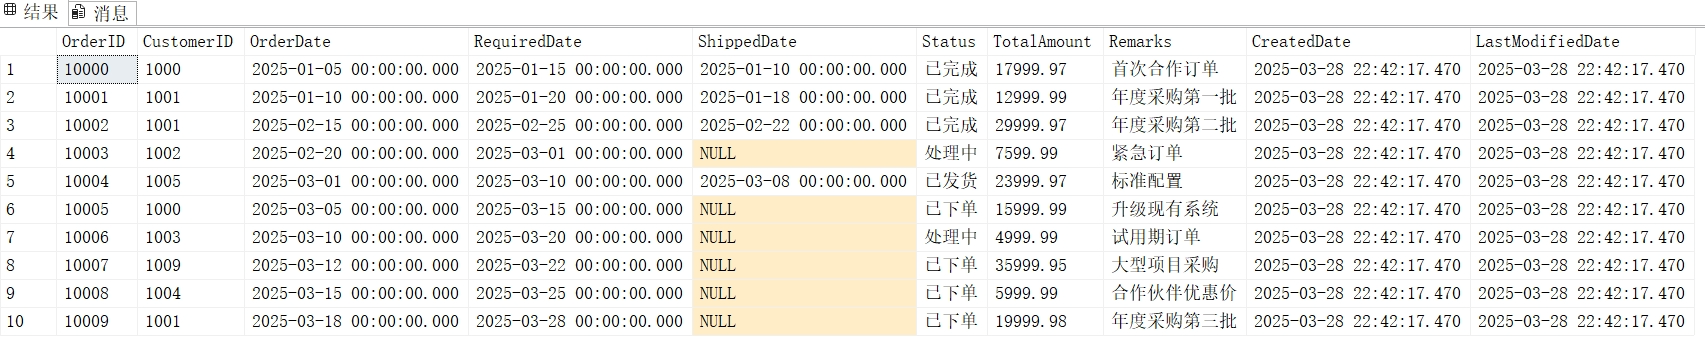 结果 消息
OrderID CustomerID OrderDate RequiredDate ShippedDate Status TotalAmount Remarks CreatedDate LastModifiedDate
1 10000 1000 2025-01-05 00:00:00.000 2025-01-15 00:00:00.000 2025-01-10 00:00:00.000 已完成 17999.97 首次合作订单 2025-03-28 22:42:17.470 2025-03-28 22:42:17.470
2 10001 1001 2025-01-10 00:00:00.000 2025-01-20 00:00:00.000 2025-01-18 00:00:00.000 已完成 12999.99 年度采购第一批 2025-03-28 22:42:17.470 2025-03-28 22:42:17.470
3 10002 1001 2025-02-15 00:00:00.000 2025-02-25 00:00:00.000 2025-02-22 00:00:00.000 已完成 29999.97 年度采购第二批 2025-03-28 22:42:17.470 2025-03-28 22:42:17.470
4 10003 1002 2025-02-20 00:00:00.000 2025-03-01 00:00:00.000 NULL 处理中 7599.99 紧急订单 2025-03-28 22:42:17.470 2025-03-28 22:42:17.470
5 10004 1005 2025-03-01 00:00:00.000 2025-03-10 00:00:00.000 2025-03-08 00:00:00.000 已发货 23999.97 标准配置 2025-03-28 22:42:17.470 2025-03-28 22:42:17.470
6 10005 1000 2025-03-05 00:00:00.000 2025-03-15 00:00:00.000 NULL 已下单 15999.99 升级现有系统 2025-03-28 22:42:17.470 2025-03-28 22:42:17.470
7 10006 1003 2025-03-10 00:00:00.000 2025-03-20 00:00:00.000 NULL 处理中 4999.99 试用期订单 2025-03-28 22:42:17.470 2025-03-28 22:42:17.470
8 10007 1009 2025-03-12 00:00:00.000 2025-03-22 00:00:00.000 NULL 已下单 35999.95 大型项目采购 2025-03-28 22:42:17.470 2025-03-28 22:42:17.470
9 10008 1004 2025-03-15 00:00:00.000 2025-03-25 00:00:00.000 NULL 已下单 5999.99 合作伙伴优惠价 2025-03-28 22:42:17.470 2025-03-28 22:42:17.470
10 10009 1001 2025-03-18 00:00:00.000 2025-03-28 00:00:00.000 NULL 已下单 19999.98 年度采购第三批 2025-03-28 22:42:17.470 2025-03-28 22:42:17.470